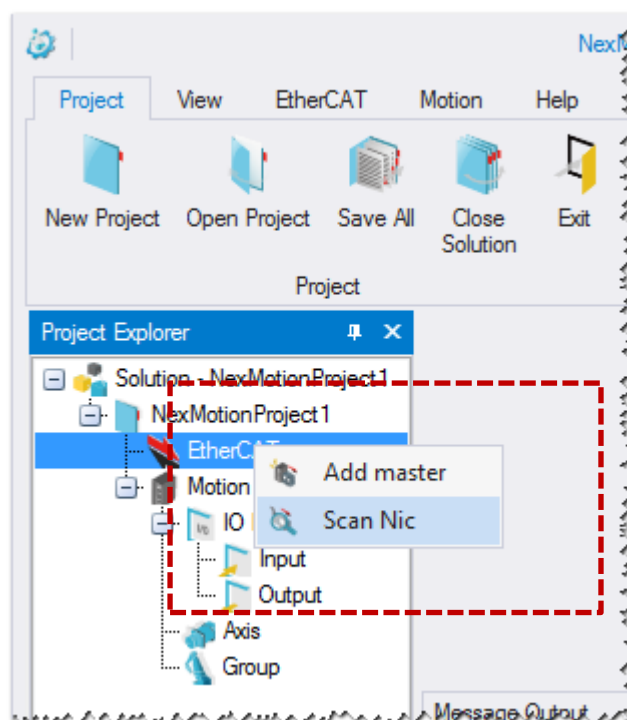 NexM
Project View EtherCAT Motion Help
New Project Open Project Save All Close Solution Exit
Project
Project Explorer
Solution - NexMotionProject1
NexMotionProject1
EtherCAT
Add master
Motion
Scan Nic
IO
Input
Output
Axis
Group
Message Output